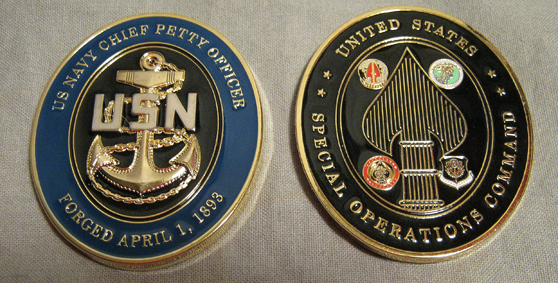 US NAVY CHIEF PETTY OFFICER
USN
FORGED APRIL 1, 1893
UNITED STATES
SPECIAL OPERATIONS COMMAND